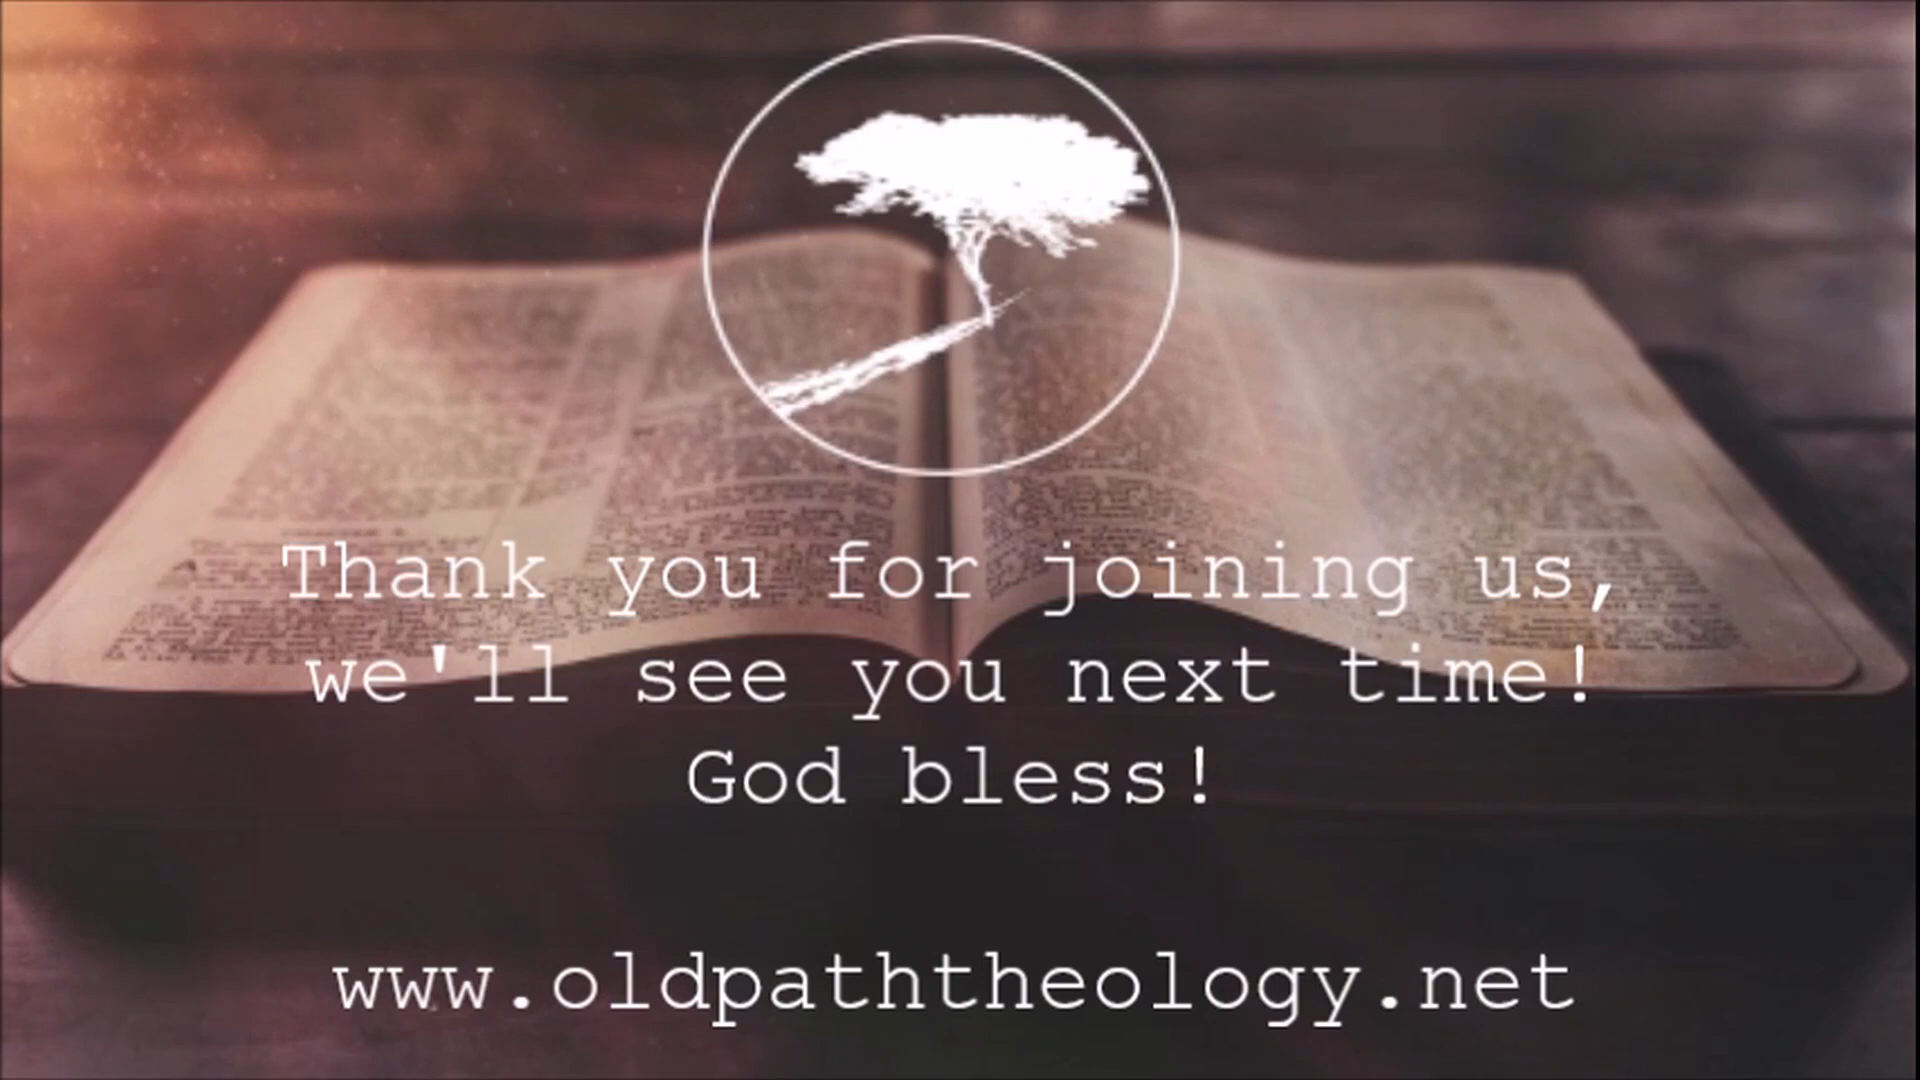 Thank you for joining us,
we'll see you next time!
God bless!
www.oldpaththeology.net